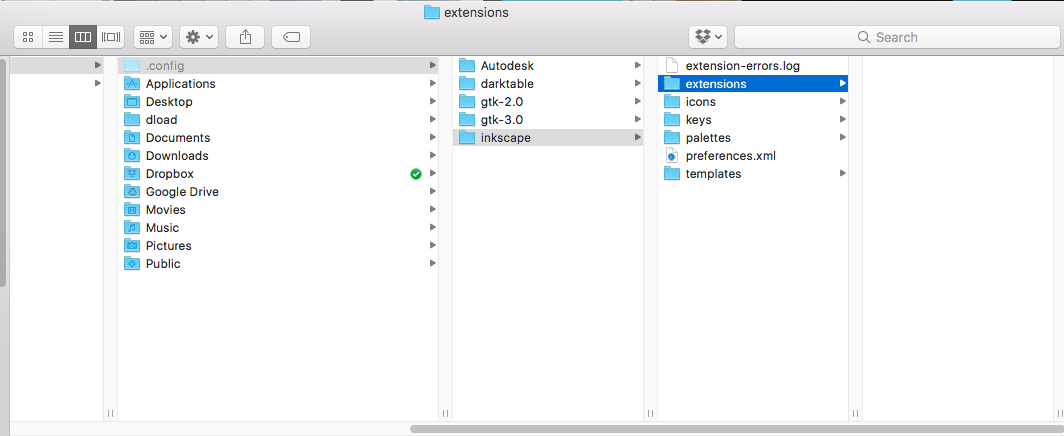 extensions
Search
.config
Applications
Desktop
dload
Documents
Downloads
Dropbox
Google Drive
Movies
Music
Pictures
Public
Autodesk
darktable
gtk-2.0
gtk-3.0
inkscape
extension-errors.log
extensions
icons
keys
palettes
preferences.xml
templates